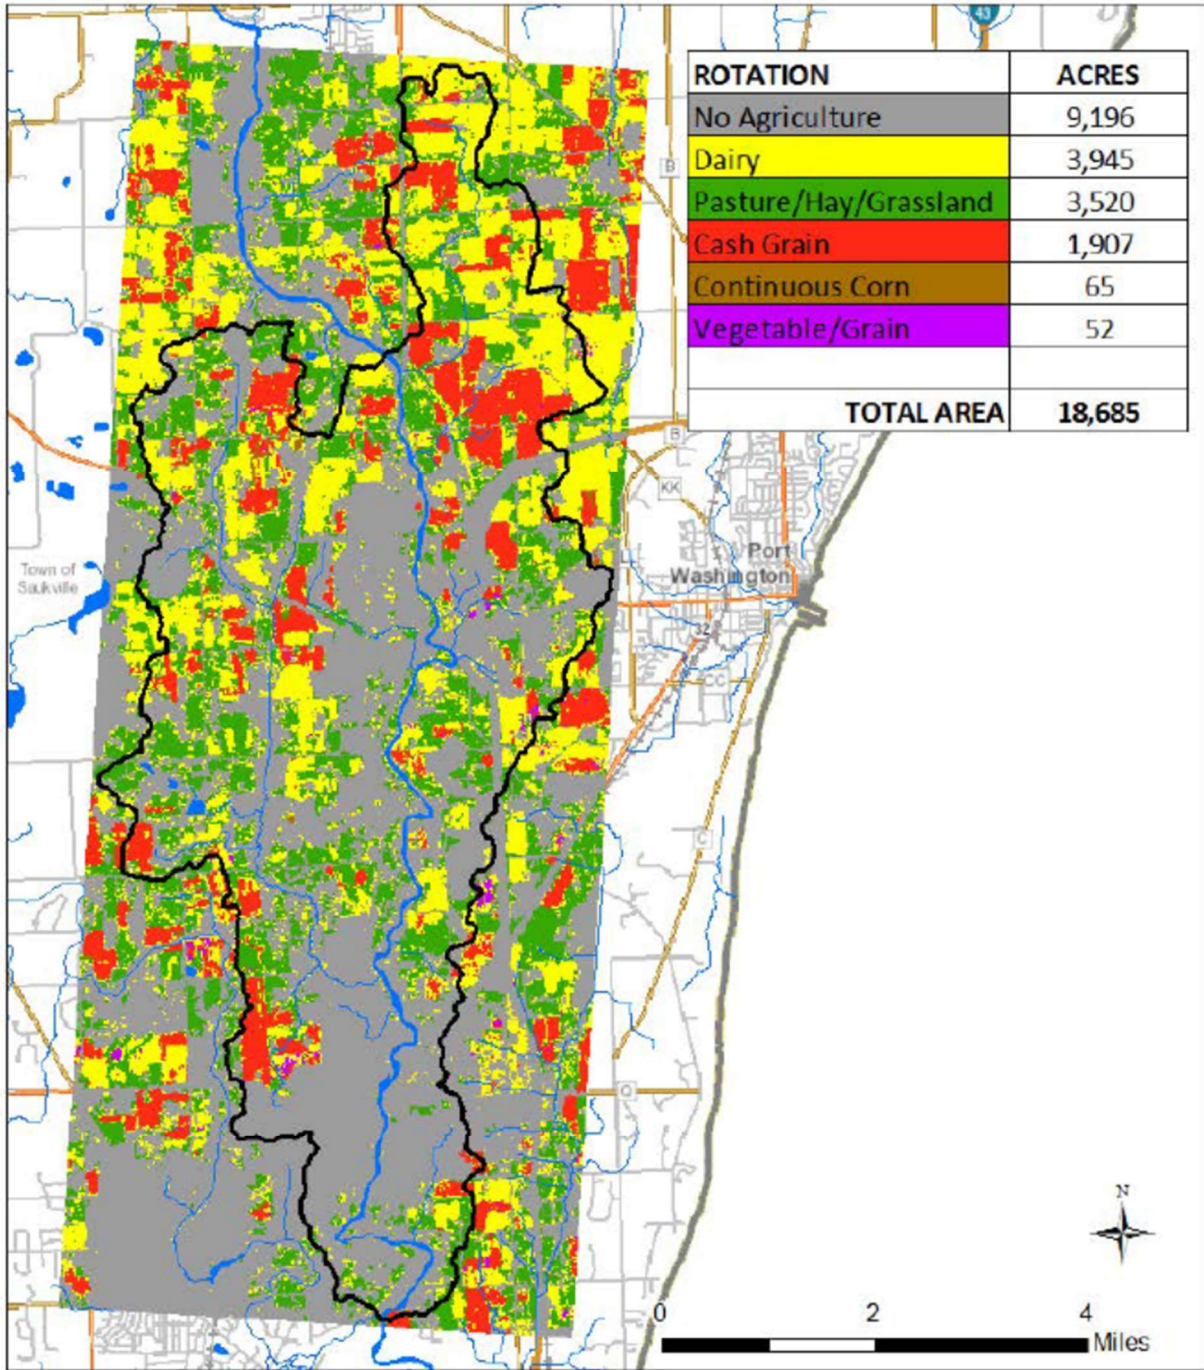 43
ROTATION ACRES
No Agriculture 9,196
Dairy 3,945
Pasture/Hay/Grassland 3,520
Cash Grain 1,907
Continuous Corn 65
Vegetable/Grain 52
TOTAL AREA 18,685
B
B
KK
Port
Washington
Town of
Saukville
LL
32
CC
C
N
0 2 4
Miles